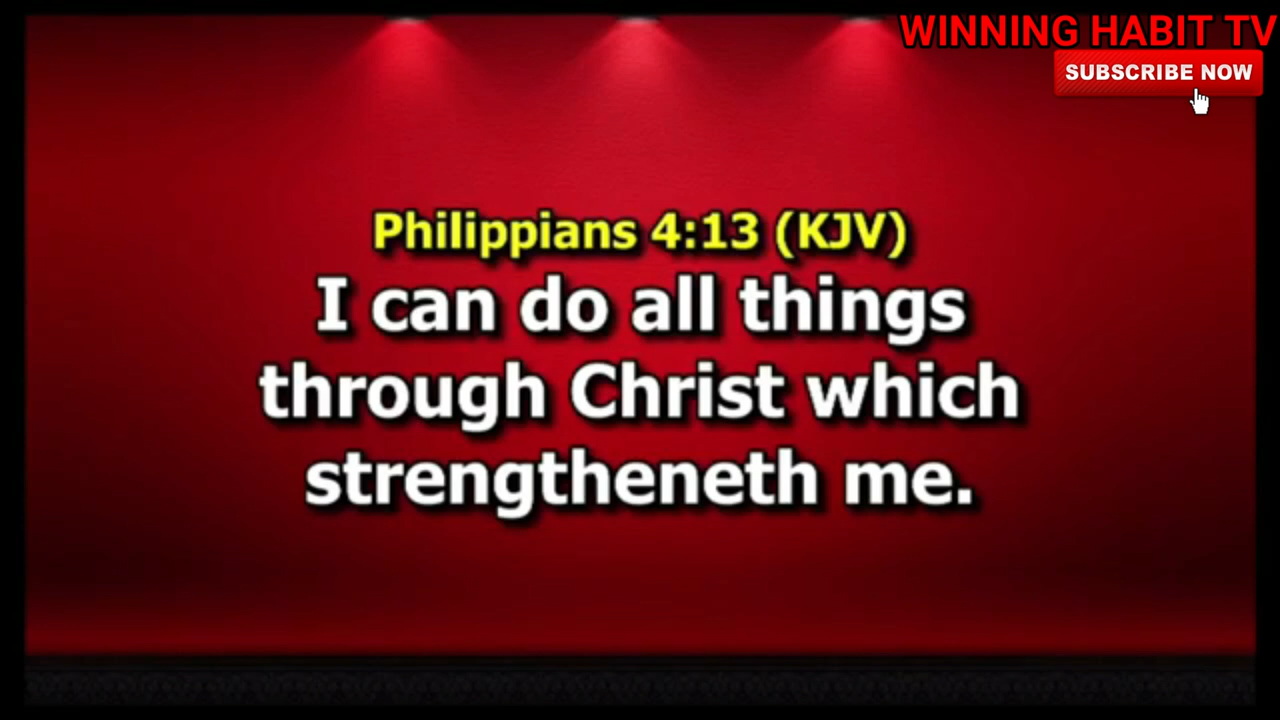 WINNING HABIT TV
SUBSCRIBE NOW
Philippians 4:13 (KJV)
I can do all things
through Christ which
strengtheneth me.